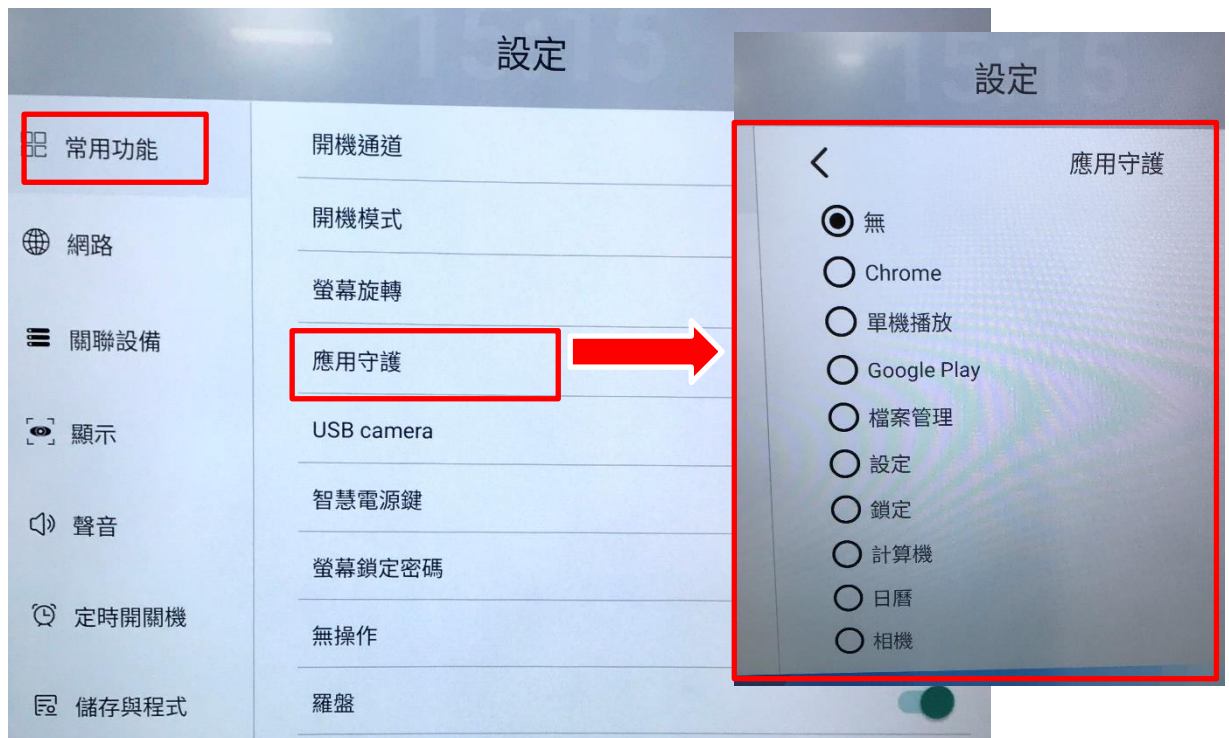 設定
常用功能
網路
關聯設備
顯示
聲音
定時開關機
儲存與程式
開機通道
開機模式
螢幕旋轉
應用守護
USB camera
智慧電源鍵
螢幕鎖定密碼
無操作
羅盤
15:15
設定
應用守護
無
Chrome
單機播放
Google Play
檔案管理
設定
鎖定
計算機
日曆
相機
15:15